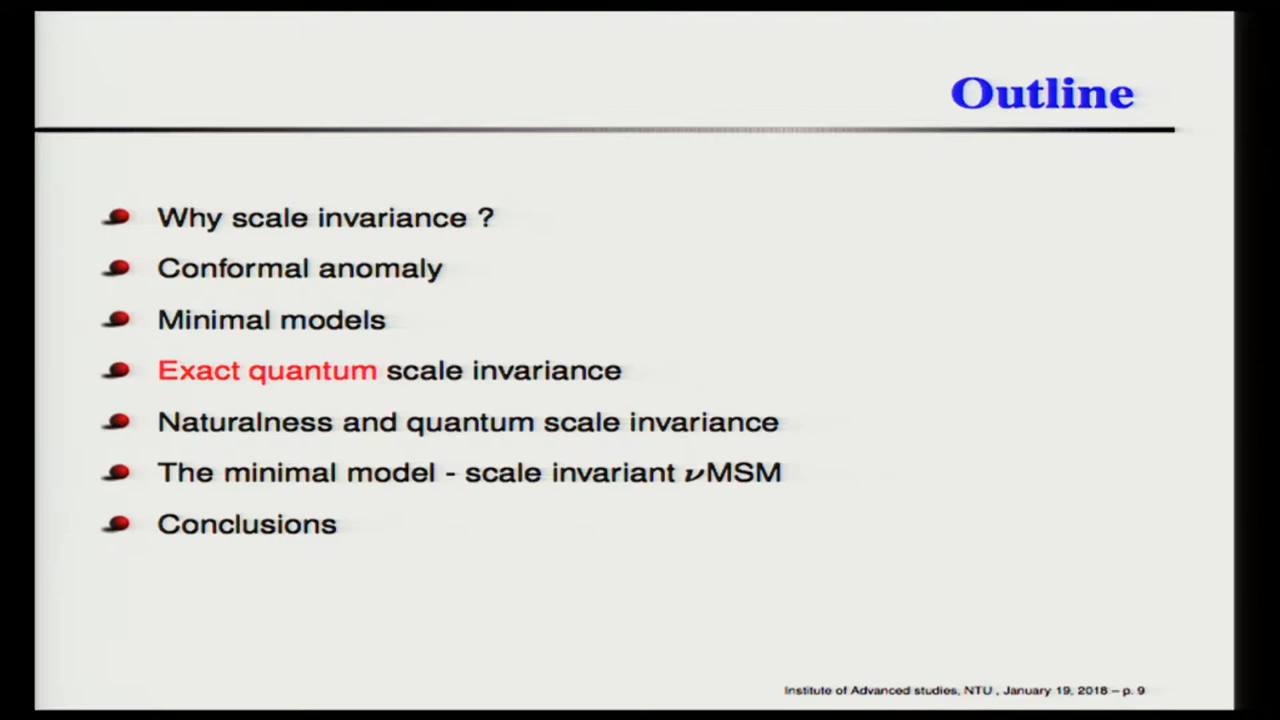 Outline
Why scale invariance ?
Conformal anomaly
Minimal models
Exact quantum scale invariance
Naturalness and quantum scale invariance
The minimal model - scale invariant νMSM
Conclusions
Institute of Advanced studies, NTU , January 19, 2018 – p. 9